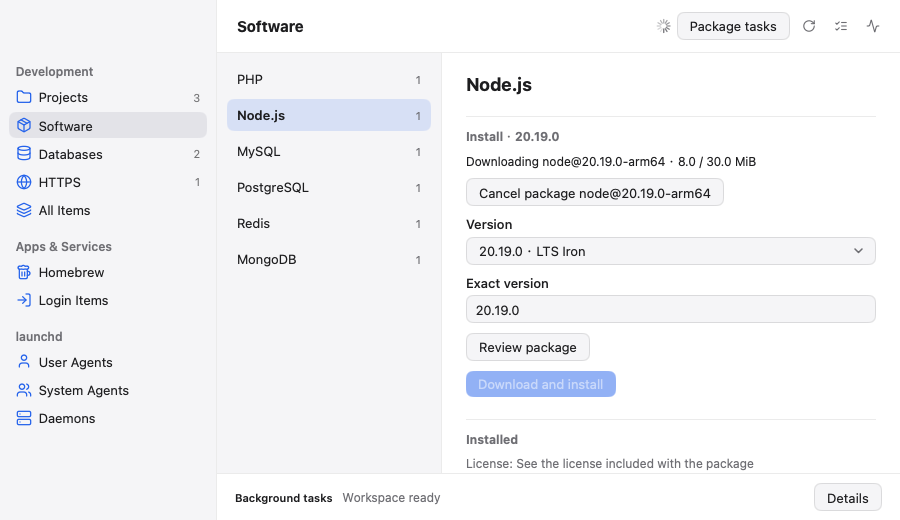 Software
Package tasks
Development
Projects 3
Software
Databases 2
HTTPS 1
All Items
Apps & Services
Homebrew
Login Items
launchd
User Agents
System Agents
Daemons
PHP 1
Node.js 1
MySQL 1
PostgreSQL 1
Redis 1
MongoDB 1
Node.js
Install · 20.19.0
Downloading node@20.19.0-arm64 · 8.0 / 30.0 MiB
Cancel package node@20.19.0-arm64
Version
20.19.0 · LTS Iron
Exact version
20.19.0
Review package
Download and install
Installed
License: See the license included with the package
Background tasks Workspace ready
Details